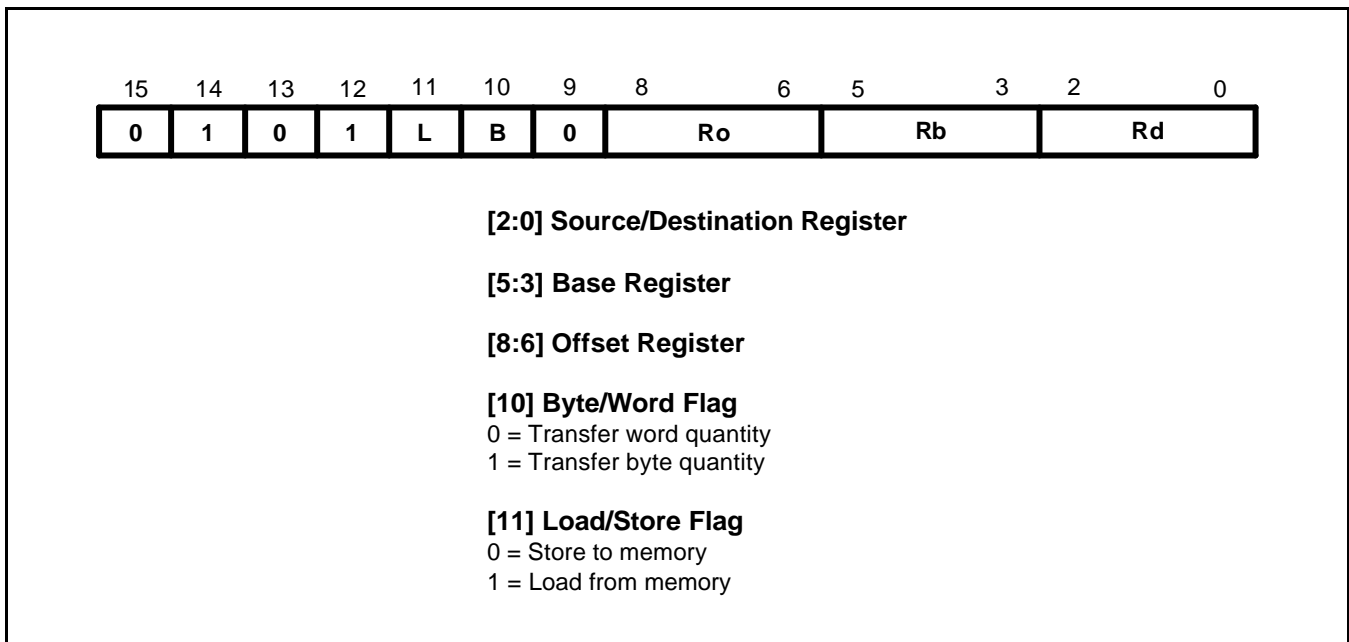 15 14 13 12 11 10 9 8 6 5 3 2 0
0 1 0 1 L B 0 Ro Rb Rd
[2:0] Source/Destination Register
[5:3] Base Register
[8:6] Offset Register
[10] Byte/Word Flag
0 = Transfer word quantity
1 = Transfer byte quantity
[11] Load/Store Flag
0 = Store to memory
1 = Load from memory